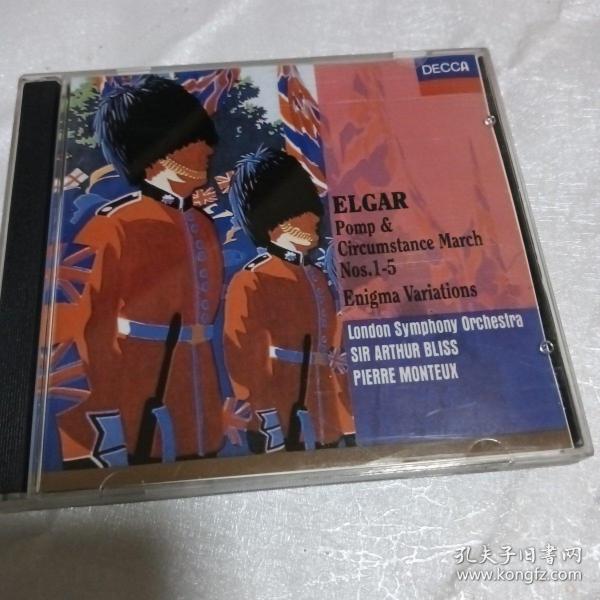 DECCA
ELGAR
Pomp &
Circumstance March
Nos.1-5
Enigma Variations
London Symphony Orchestra
SIR ARTHUR BLISS
PIERRE MONTEUX
孔夫子旧书网
www.kongfz.com